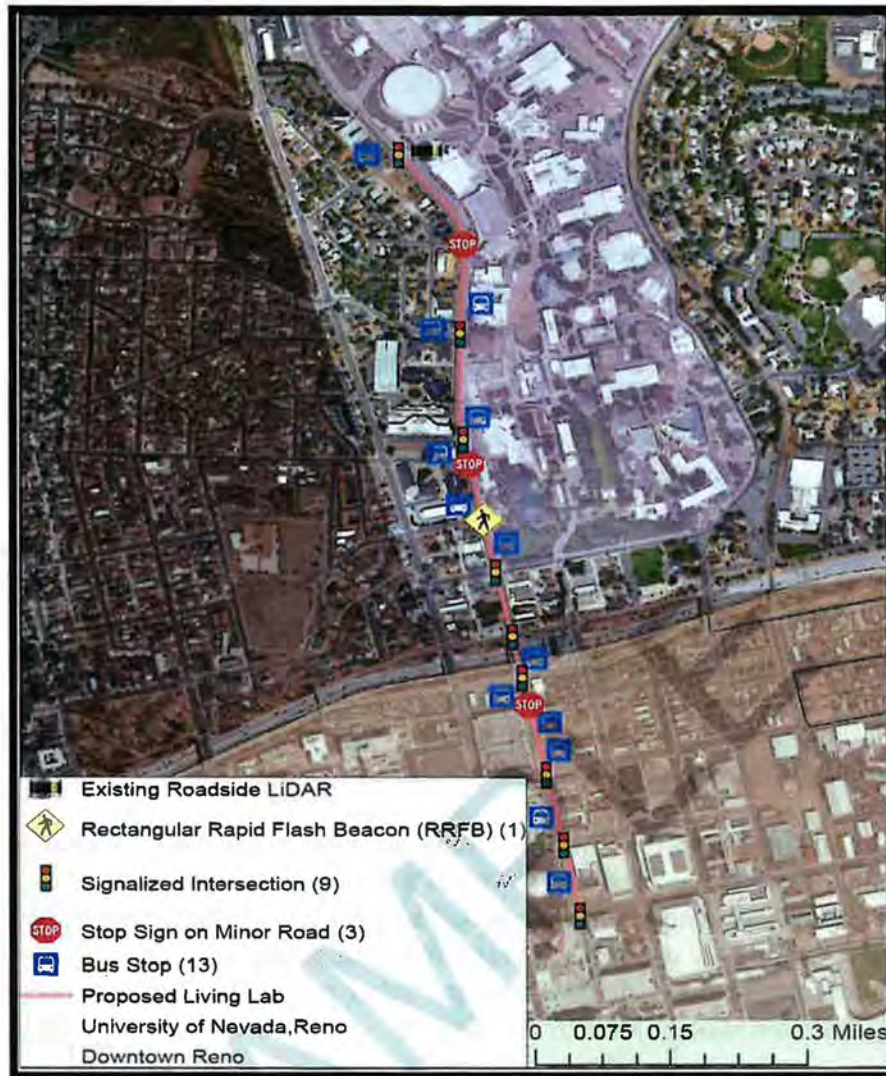 STOP
STOP
STOP
Existing Roadside LiDAR
Rectangular Rapid Flash Beacon (RRFB) (1)
Signalized Intersection (9)
STOP Stop Sign on Minor Road (3)
Bus Stop (13)
Proposed Living Lab
University of Nevada,Reno
Downtown Reno
0 0.075 0.15 0.3 Miles